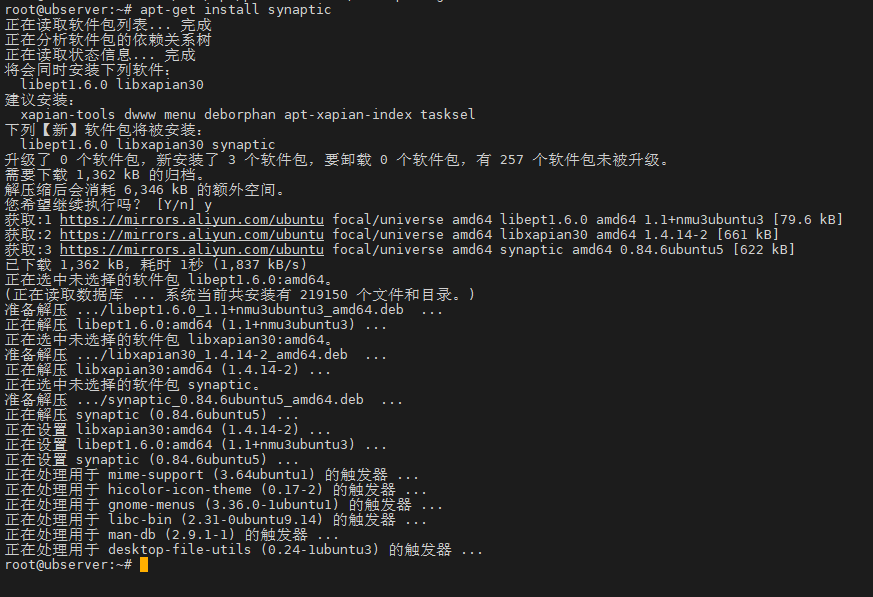 root@ubserver:~# apt-get install synaptic
正在读取软件包列表... 完成
正在分析软件包的依赖关系树
正在读取状态信息... 完成
将会同时安装下列软件:
  libept1.6.0 libxapian30
建议安装:
  xapian-tools dwww menu deborphan apt-xapian-index tasksel
下列【新】软件包将被安装:
  libept1.6.0 libxapian30 synaptic
升级了 0 个软件包，新安装了 3 个软件包，要卸载 0 个软件包，有 257 个软件包未被升级。
需要下载 1,362 kB 的归档。
解压缩后会消耗 6,346 kB 的额外空间。
您希望继续执行吗？ [Y/n] y
获取:1 https://mirrors.aliyun.com/ubuntu focal/universe amd64 libept1.6.0 amd64 1.1+nmu3ubuntu3 [79.6 kB]
获取:2 https://mirrors.aliyun.com/ubuntu focal/universe amd64 libxapian30 amd64 1.4.14-2 [661 kB]
获取:3 https://mirrors.aliyun.com/ubuntu focal/universe amd64 synaptic amd64 0.84.6ubuntu5 [622 kB]
已下载 1,362 kB，耗时 1秒 (1,837 kB/s)
正在选中未选择的软件包 libept1.6.0:amd64。
(正在读取数据库 ... 系统当前共安装有 219150 个文件和目录。)
准备解压 .../libept1.6.0_1.1+nmu3ubuntu3_amd64.deb  ...
正在解压 libept1.6.0:amd64 (1.1+nmu3ubuntu3) ...
正在选中未选择的软件包 libxapian30:amd64。
准备解压 .../libxapian30_1.4.14-2_amd64.deb  ...
正在解压 libxapian30:amd64 (1.4.14-2) ...
正在选中未选择的软件包 synaptic。
准备解压 .../synaptic_0.84.6ubuntu5_amd64.deb  ...
正在解压 synaptic (0.84.6ubuntu5) ...
正在设置 libxapian30:amd64 (1.4.14-2) ...
正在设置 libept1.6.0:amd64 (1.1+nmu3ubuntu3) ...
正在设置 synaptic (0.84.6ubuntu5) ...
正在处理用于 mime-support (3.64ubuntu1) 的触发器 ...
正在处理用于 hicolor-icon-theme (0.17-2) 的触发器 ...
正在处理用于 gnome-menus (3.36.0-1ubuntu1) 的触发器 ...
正在处理用于 libc-bin (2.31-0ubuntu9.14) 的触发器 ...
正在处理用于 man-db (2.9.1-1) 的触发器 ...
正在处理用于 desktop-file-utils (0.24-1ubuntu3) 的触发器 ...
root@ubserver:~#